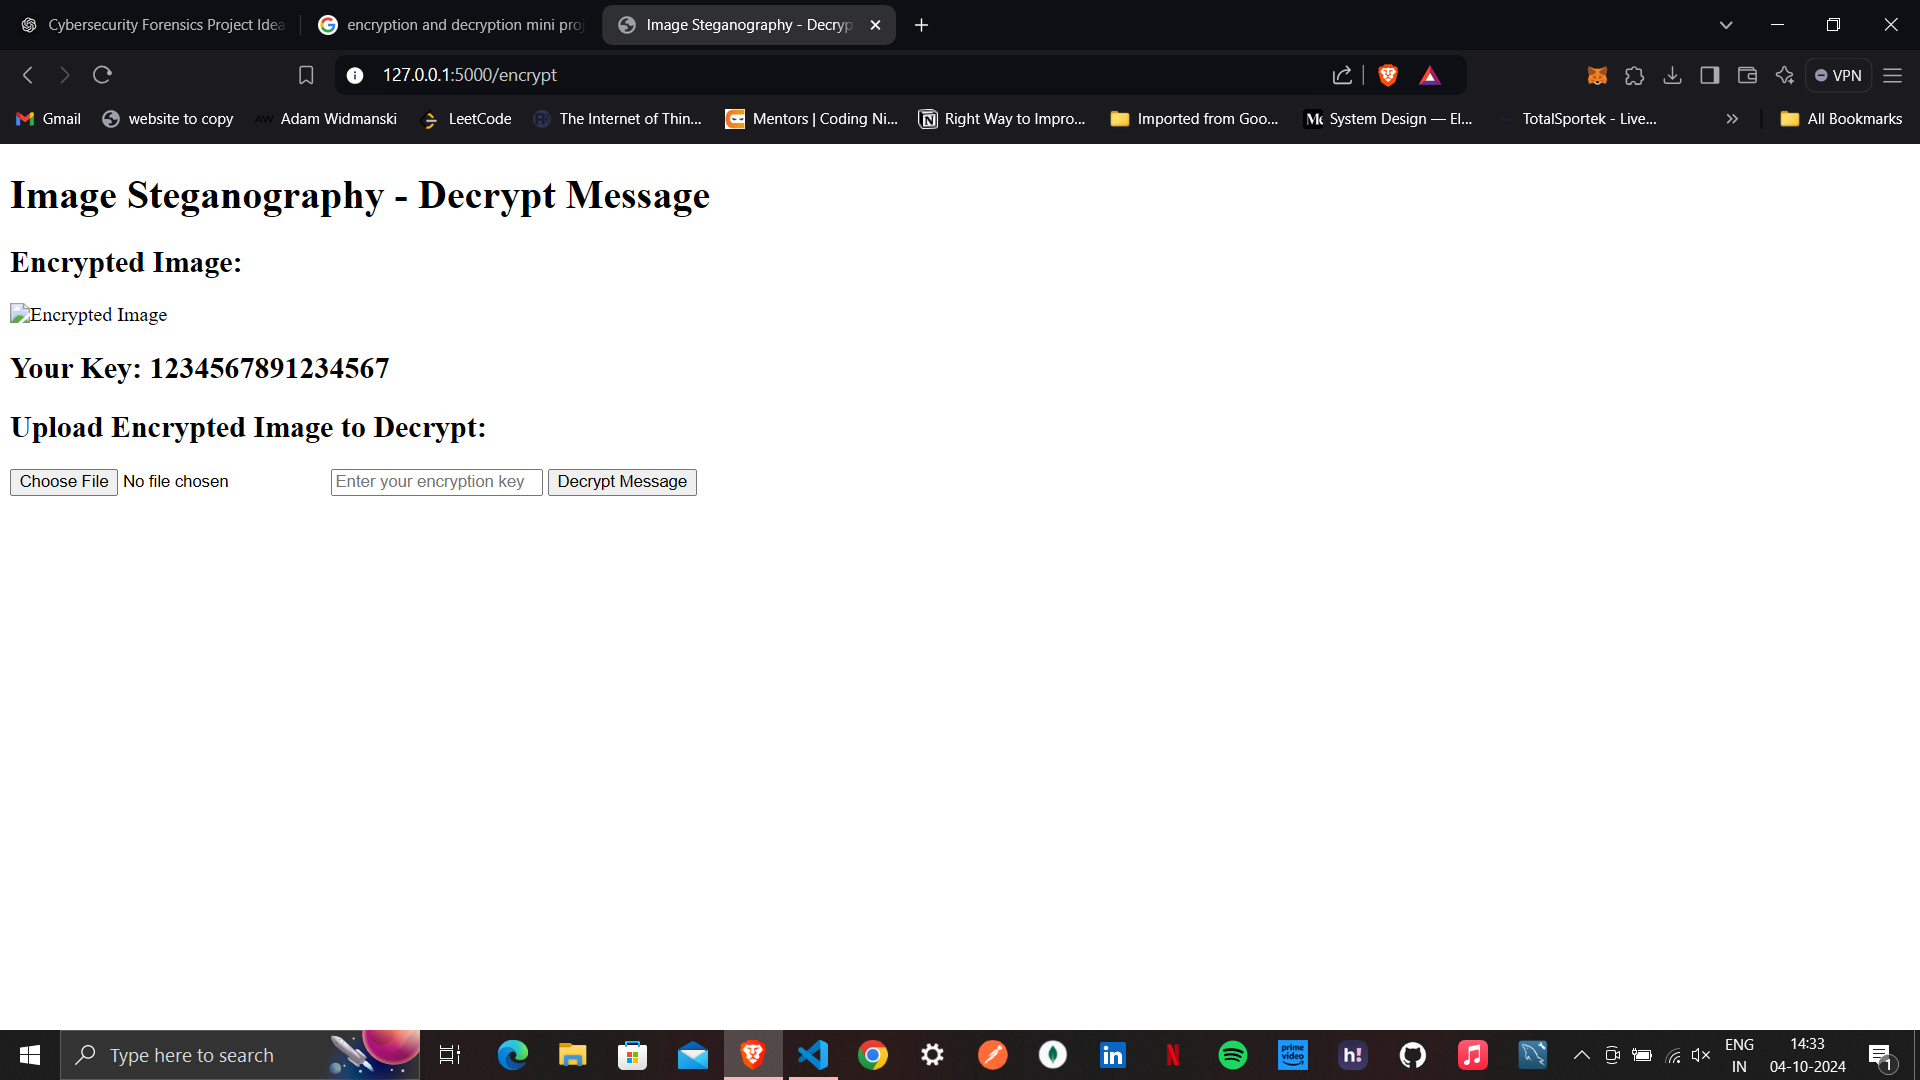 Cybersecurity Forensics Project Idea
encryption and decryption mini proj
Image Steganography - Decryp
127.0.0.1:5000/encrypt
VPN
Gmail
website to copy
AW Adam Widmanski
LeetCode
The Internet of Thin...
Mentors | Coding Ni...
Right Way to Impro...
Imported from Goo...
System Design — El...
TotalSportek - Live...
All Bookmarks
Image Steganography - Decrypt Message
Encrypted Image:
Encrypted Image
Your Key: 1234567891234567
Upload Encrypted Image to Decrypt:
Choose File No file chosen Enter your encryption key Decrypt Message
Type here to search
prime video
h!
ENG
IN
14:33
04-10-2024
1